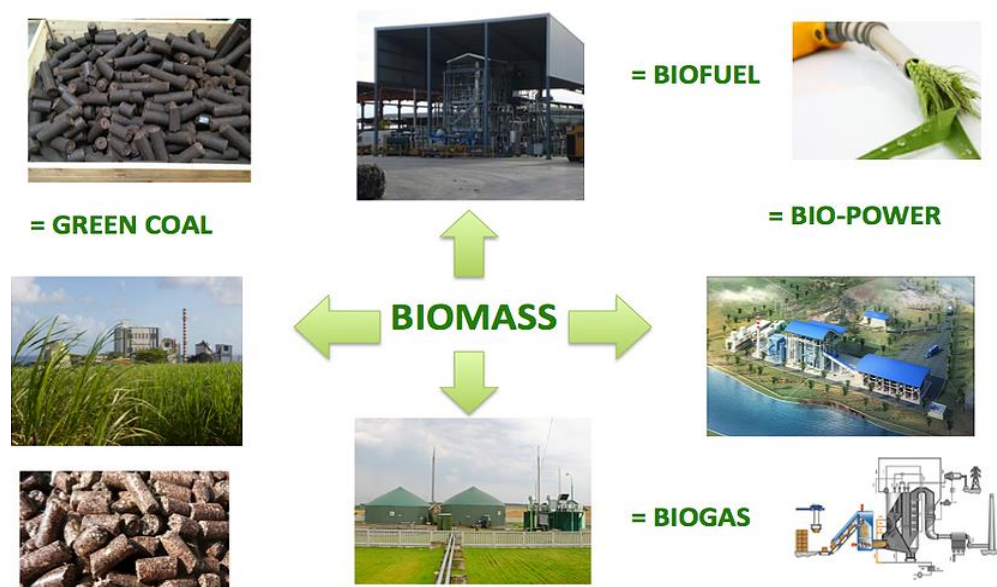 = BIOFUEL
= GREEN COAL
= BIO-POWER
BIOMASS
= BIOGAS